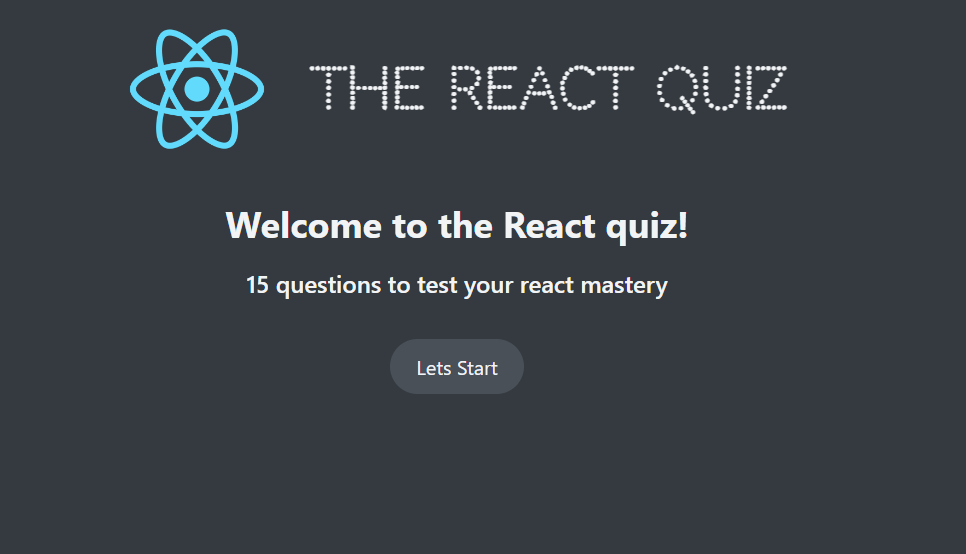 THE REACT QUIZ
Welcome to the React quiz!
15 questions to test your react mastery
Lets Start